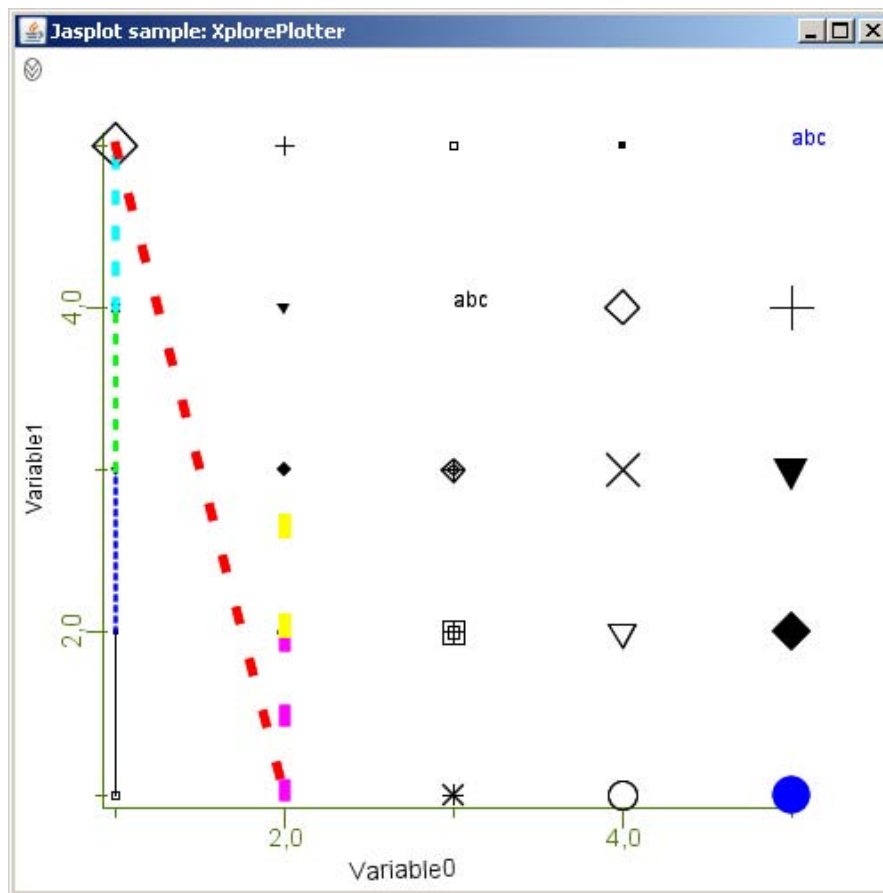 Jasplot sample: XplorePlotter
abc
4,0
abc
Variable1
2,0
2,0
4,0
Variable0